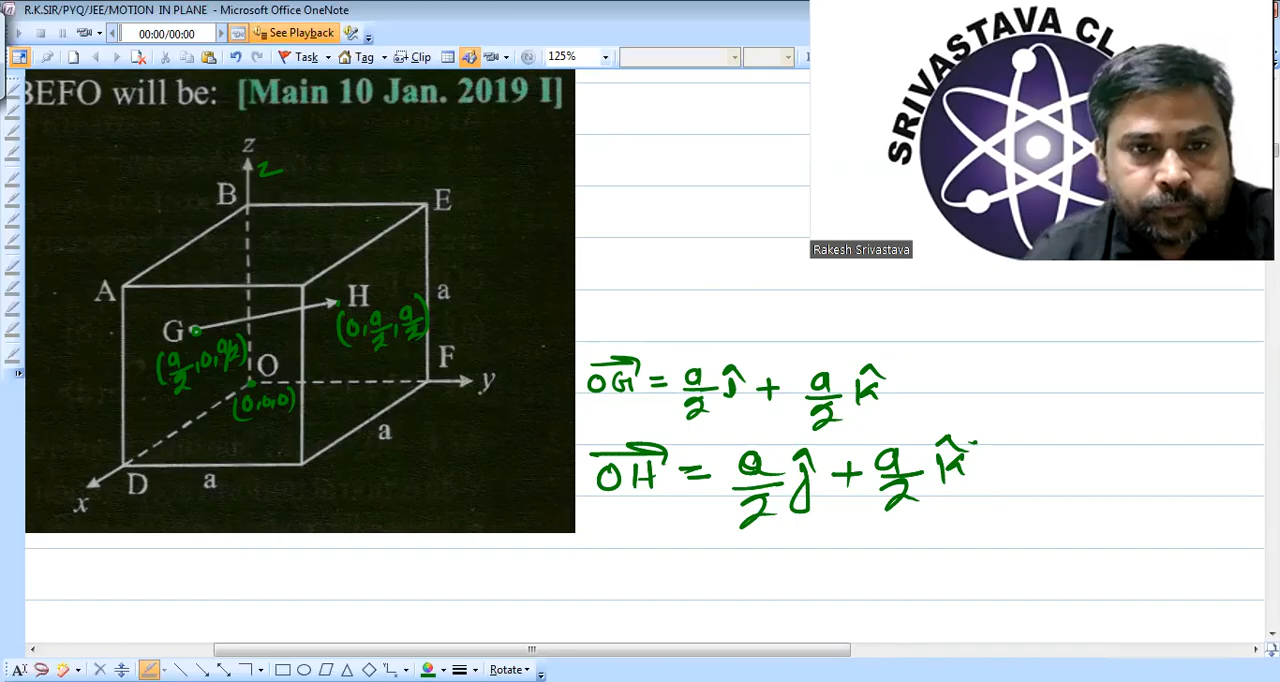 R.K.SIR/PYQ/JEE/MOTION IN PLANE - Microsoft Office OneNote
00:00/00:00 See Playback
Task Tag Clip 125%
BEFO will be: [Main 10 Jan. 2019 I]
SRIVASTAVA CL
Rakesh Srivastava
z
z
B E
A H a
G (0, a/2, a/2)
(a/2, 0, a/2)
O F
y
(0,0,0)
a
D a
x
OG⃗ = a/2 î + a/2 k̂
OH⃗ = a/2 ĵ + a/2 k̂
Rotate